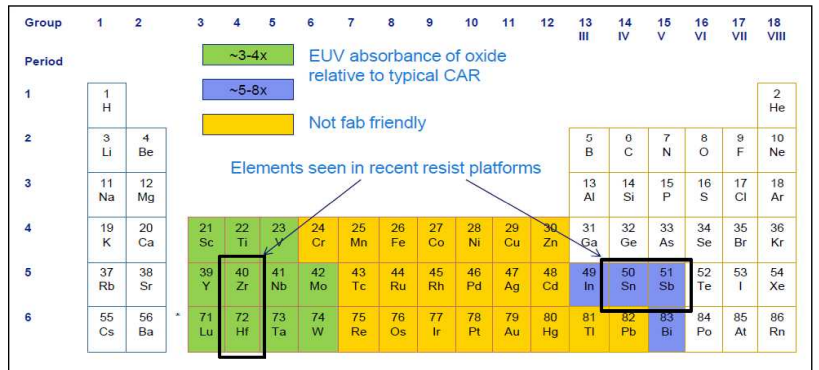 Group 1 2 3 4 5 6 7 8 9 10 11 12 13 14 15 16 17 18
III IV V VI VII VIII
Period
~3-4x EUV absorbance of oxide
relative to typical CAR
~5-8x
Not fab friendly
Elements seen in recent resist platforms
1 1 2
H He
2 3 4 5 6 7 8 9 10
Li Be B C N O F Ne
3 11 12 13 14 15 16 17 18
Na Mg Al Si P S Cl Ar
4 19 20 21 22 23 24 25 26 27 28 29 30 31 32 33 34 35 36
K Ca Sc Ti V Cr Mn Fe Co Ni Cu Zn Ga Ge As Se Br Kr
5 37 38 39 40 41 42 43 44 45 46 47 48 49 50 51 52 53 54
Rb Sr Y Zr Nb Mo Tc Ru Rh Pd Ag Cd In Sn Sb Te I Xe
6 55 56 * 71 72 73 74 75 76 77 78 79 80 81 82 83 84 85 86
Cs Ba Lu Hf Ta W Re Os Ir Pt Au Hg Tl Pb Bi Po At Rn